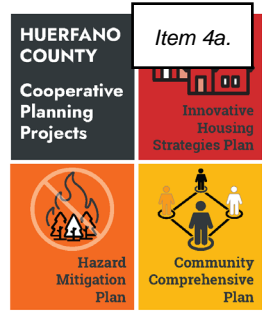 HUERFANO
COUNTY
Cooperative
Planning
Projects
Item 4a.
Innovative
Housing
Strategies Plan
Hazard
Mitigation
Plan
Community
Comprehensive
Plan